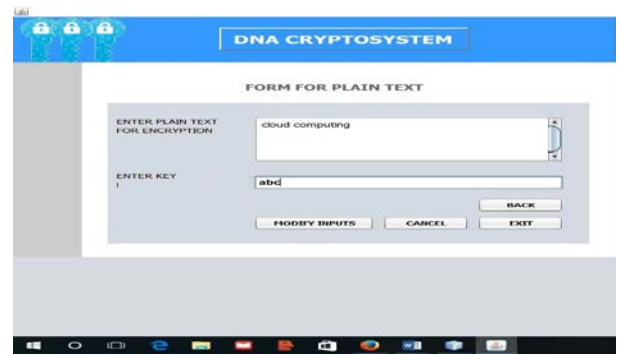 DNA CRYPTOSYSTEM
FORM FOR PLAIN TEXT
ENTER PLAIN TEXT
FOR ENCRYPTION
cloud computing
ENTER KEY
abc
BACK
MODIFY INPUTS CANCEL EXIT